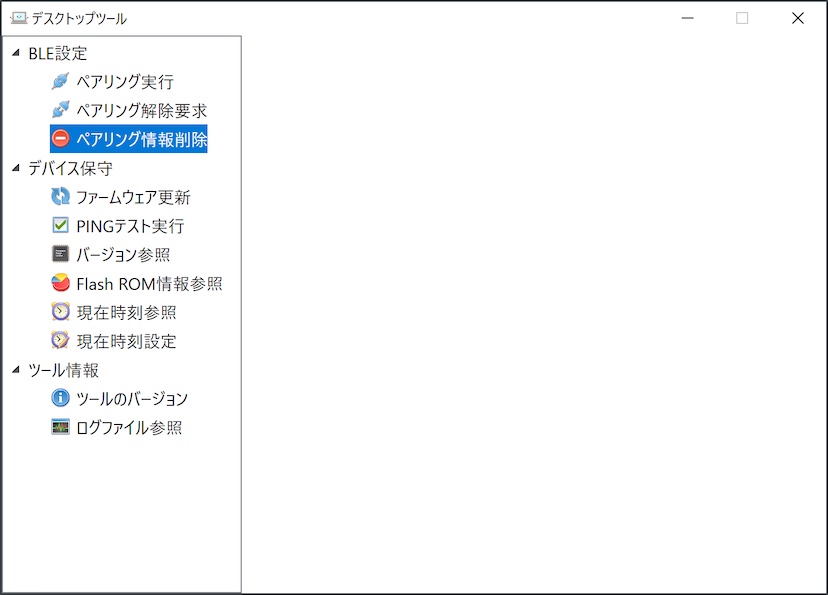 デスクトップツール
BLE設定
ペアリング実行
ペアリング解除要求
ペアリング情報削除
デバイス保守
ファームウェア更新
PINGテスト実行
バージョン参照
Flash ROM情報参照
現在時刻参照
現在時刻設定
ツール情報
ツールのバージョン
ログファイル参照